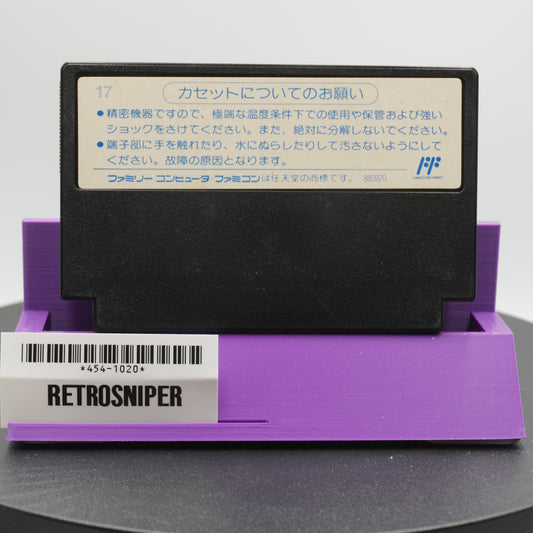 17
カセットについてのお願い
●精密機器ですので、極端な温度条件下での使用や保管および強い
ショックをさけてください。また、絶対に分解しないでください。
●端子部に手を触れたり、水にぬらしたりして汚さないようにして
ください。故障の原因となります。
ファミリーコンピュータ・ファミコンは任天堂の商標です。 880920
*454-1020*
RETROSNIPER